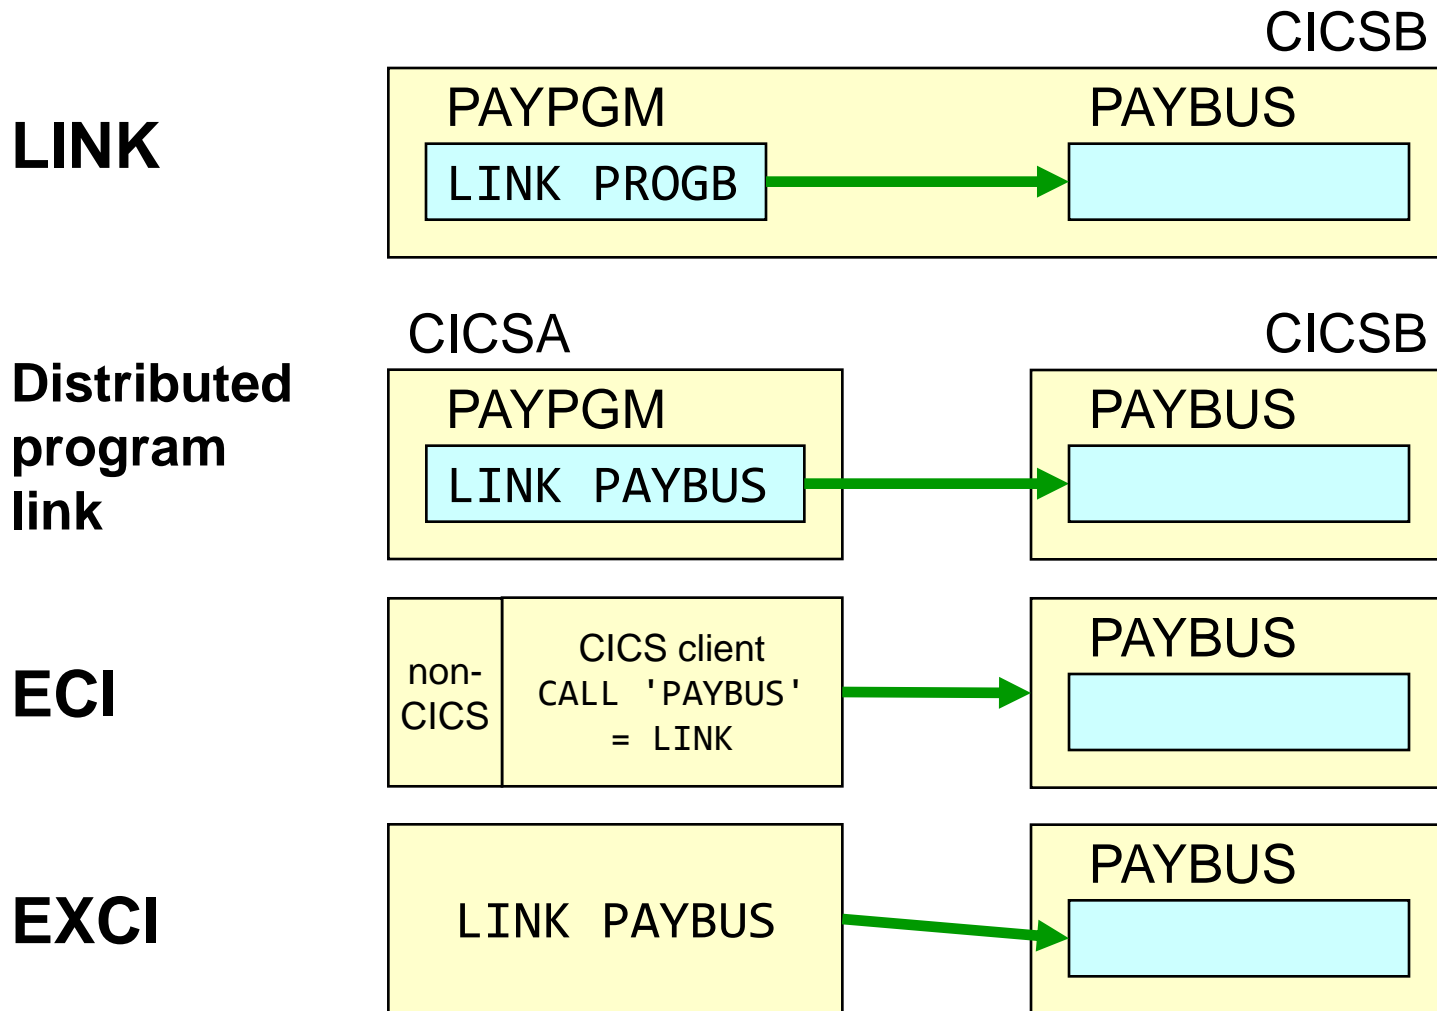 CICSB
LINK
PAYPGM
PAYBUS
LINK PROGB
CICSA
CICSB
Distributed
program
link
PAYPGM
PAYBUS
LINK PAYBUS
ECI
non-
CICS
CICS client
CALL 'PAYBUS'
= LINK
PAYBUS
EXCI
LINK PAYBUS
PAYBUS